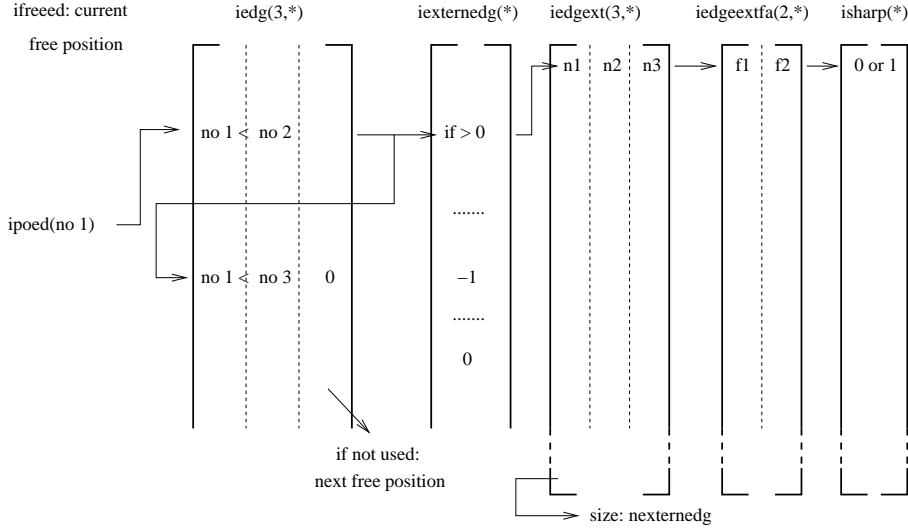 ifreeed: current
free position
iedg(3,*)
iexternedg(*)
iedgext(3,*)
iedgeextfa(2,*)
isharp(*)
n1 n2 n3
f1 f2
0 or 1
no 1 < no 2
if > 0
.......
ipoed(no 1)
no 1 < no 3 0
−1
.......
0
if not used:
next free position
size: nexternedg